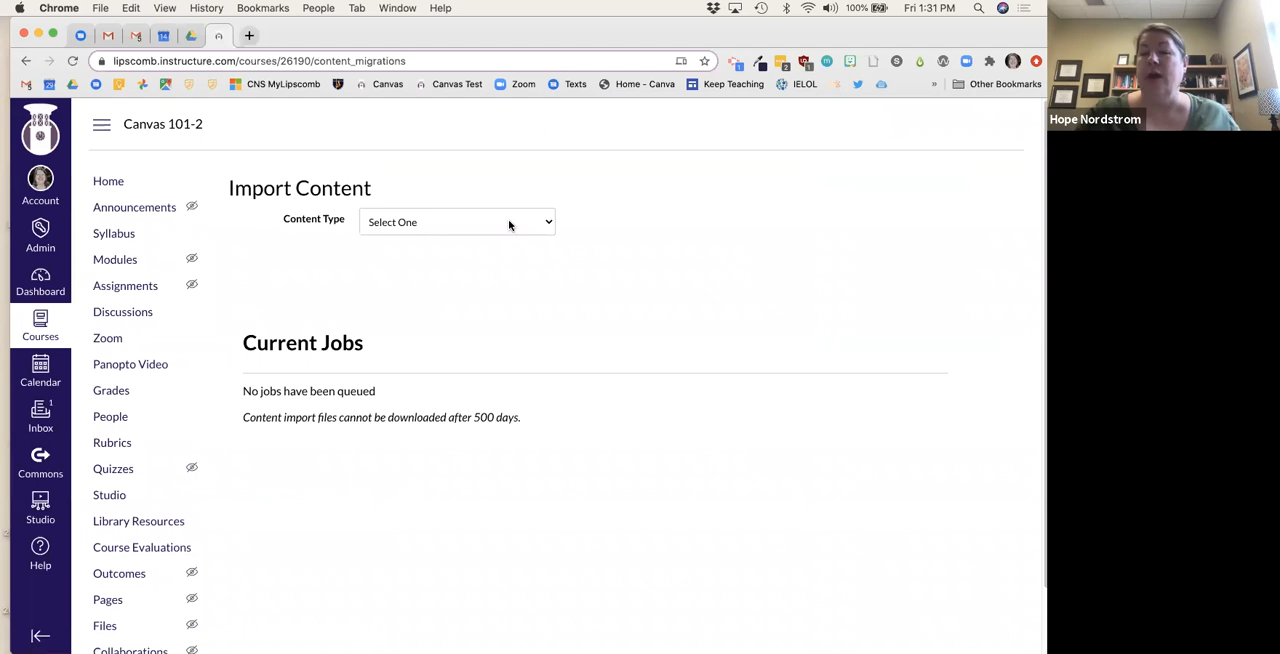 Chrome File Edit View History Bookmarks People Tab Window Help 100% Fri 1:31 PM
lipscomb.instructure.com/courses/26190/content_migrations
CNS MyLipscomb Canvas Canvas Test Zoom Texts Home - Canva Keep Teaching IELOL » Other Bookmarks
Hope Nordstrom
Canvas 101-2
Account
Admin
Dashboard
Courses
Calendar
1
Inbox
Commons
Studio
Help
Home
Announcements
Syllabus
Modules
Assignments
Discussions
Zoom
Panopto Video
Grades
People
Rubrics
Quizzes
Studio
Library Resources
Course Evaluations
Outcomes
Pages
Files
Collaborations
Import Content
Content Type Select One
Current Jobs
No jobs have been queued
Content import files cannot be downloaded after 500 days.